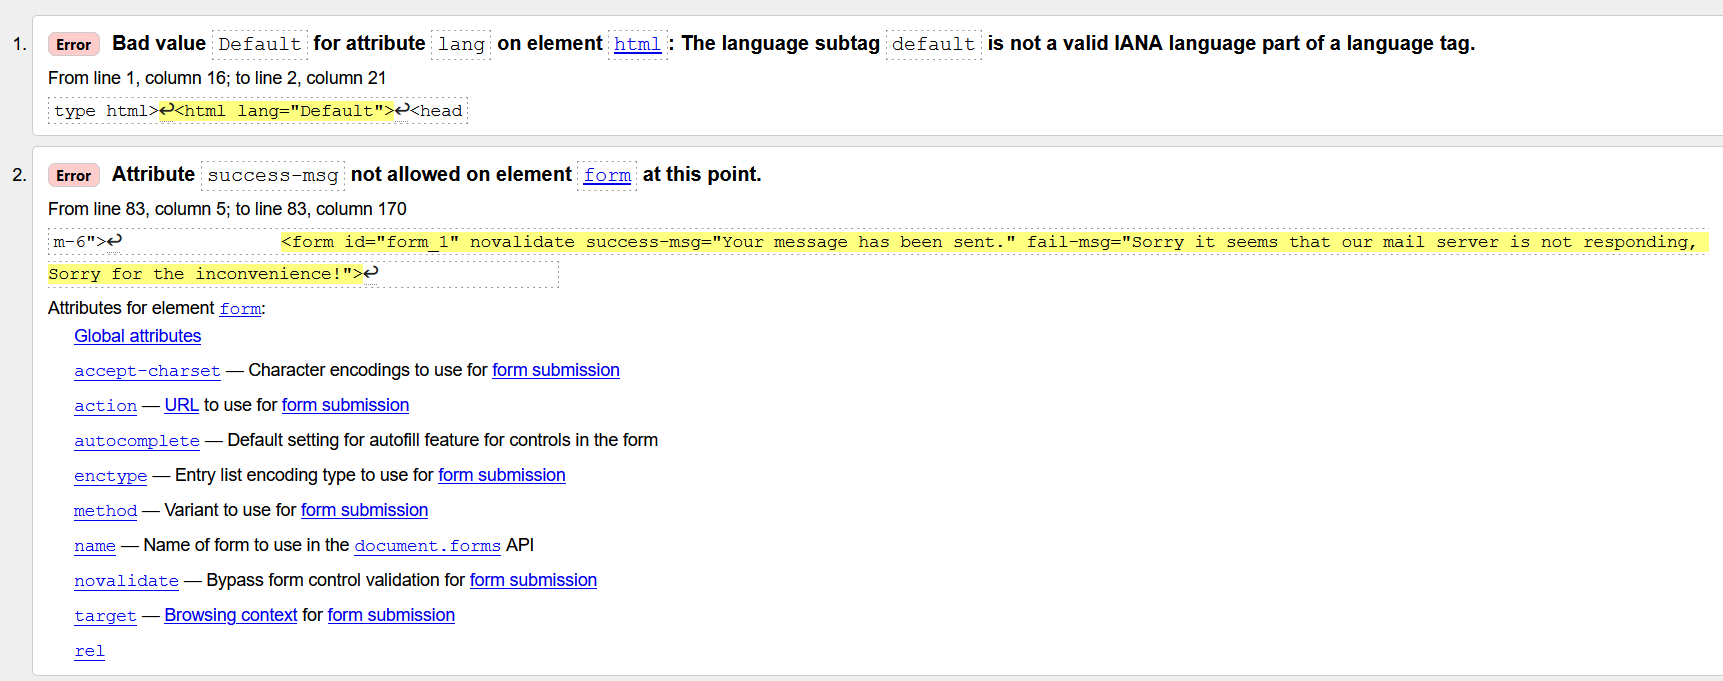 1. Error Bad value Default for attribute lang on element html: The language subtag default is not a valid IANA language part of a language tag.
From line 1, column 16; to line 2, column 21
type html>↩<html lang="Default">↩<head
2. Error Attribute success-msg not allowed on element form at this point.
From line 83, column 5; to line 83, column 170
m-6">↩ <form id="form_1" novalidate success-msg="Your message has been sent." fail-msg="Sorry it seems that our mail server is not responding,
Sorry for the inconvenience!">↩
Attributes for element form:
Global attributes
accept-charset — Character encodings to use for form submission
action — URL to use for form submission
autocomplete — Default setting for autofill feature for controls in the form
enctype — Entry list encoding type to use for form submission
method — Variant to use for form submission
name — Name of form to use in the document.forms API
novalidate — Bypass form control validation for form submission
target — Browsing context for form submission
rel